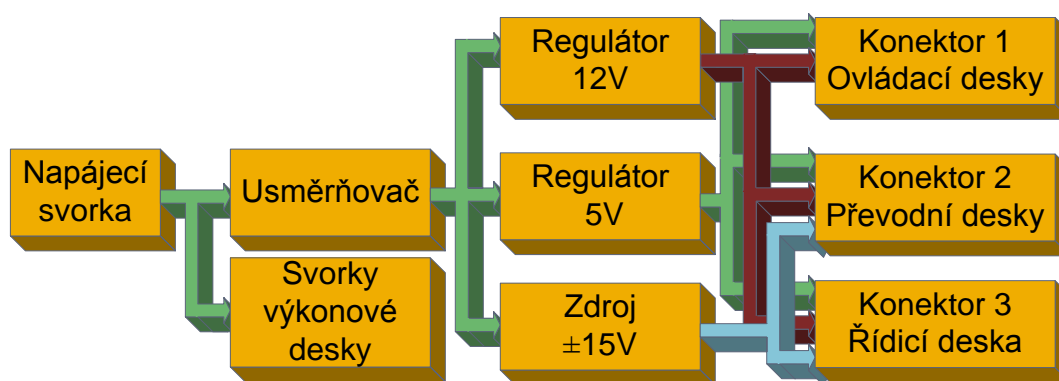 Napájecí
svorka
Usměrňovač
Svorky
výkonové
desky
Regulátor
12V
Regulátor
5V
Zdroj
±15V
Konektor 1
Ovládací desky
Konektor 2
Převodní desky
Konektor 3
Řídicí deska